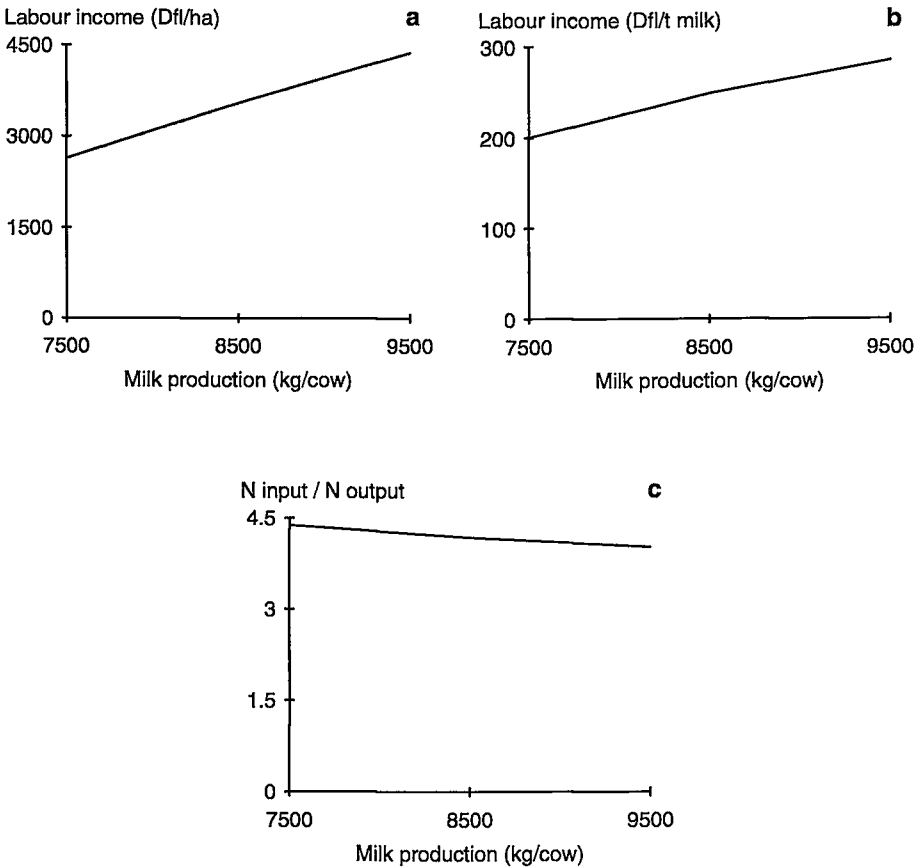 Labour income (Dfl/ha)
a
4500
3000
1500
0
7500
8500
9500
Milk production (kg/cow)
Labour income (Dfl/t milk)
b
300
200
100
0
7500
8500
9500
Milk production (kg/cow)
N input / N output
c
4.5
3
1.5
0
7500
8500
9500
Milk production (kg/cow)